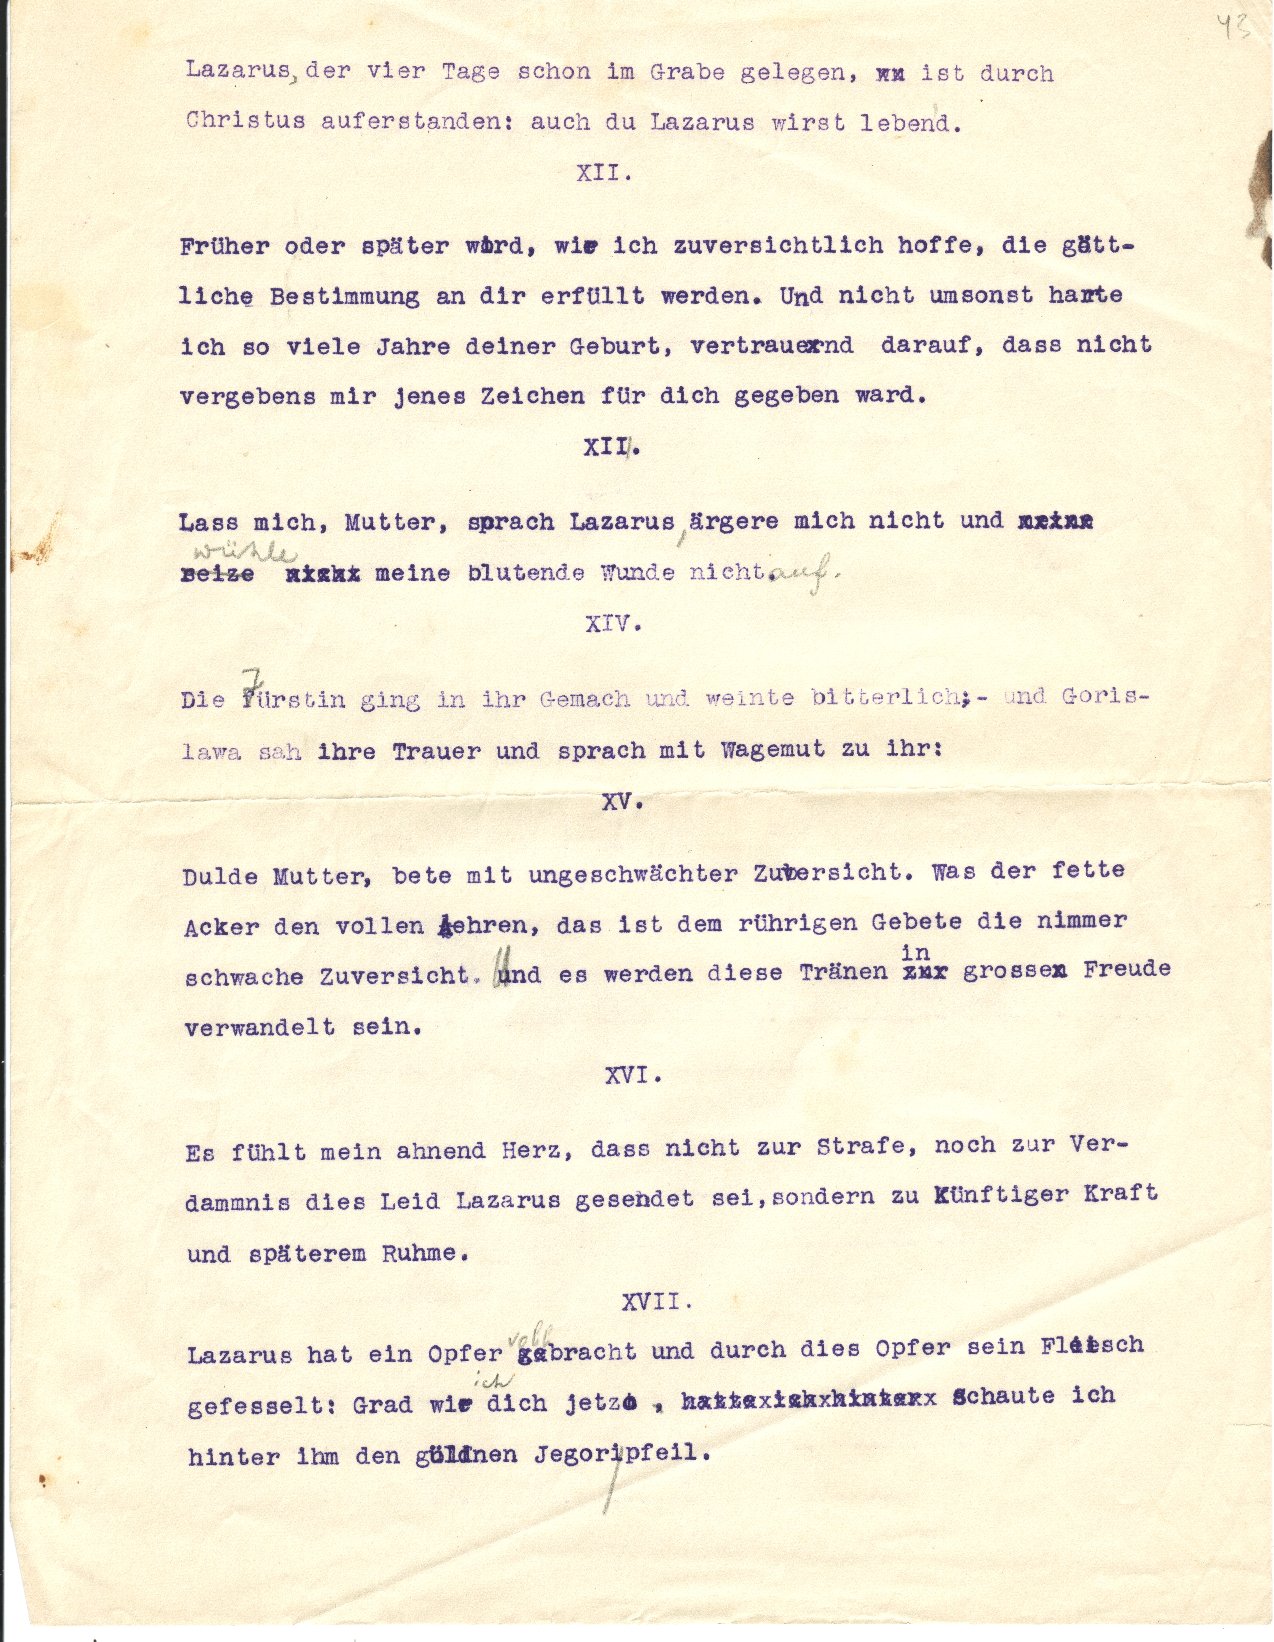 43
Lazarus, der vier Tage schon im Grabe gelegen, ist durch
Christus auferstanden: auch du Lazarus wirst lebend.
XII.
Früher oder später wird, wie ich zuversichtlich hoffe, die gött-
liche Bestimmung an dir erfüllt werden. Und nicht umsonst harrte
ich so viele Jahre deiner Geburt, vertrauend darauf, dass nicht
vergebens mir jenes Zeichen für dich gegeben ward.
XIII.
Lass mich, Mutter, sprach Lazarus, ärgere mich nicht und
wühle
reize meine blutende Wunde nicht auf.
XIV.
Die Fürstin ging in ihr Gemach und weinte bitterlich;- und Goris-
lawa sah ihre Trauer und sprach mit Wagemut zu ihr:
XV.
Dulde Mutter, bete mit ungeschwächter Zuversicht. Was der fette
Acker den vollen Aehren, das ist dem rührigen Gebete die nimmer
in
schwache Zuversicht. Und es werden diese Tränen zur grosse Freude
verwandelt sein.
XVI.
Es fühlt mein ahnend Herz, dass nicht zur Strafe, noch zur Ver-
dammnis dies Leid Lazarus gesendet sei, sondern zu Künftiger Kraft
und späterem Ruhme.
XVII.
voll
Lazarus hat ein Opfer gebracht und durch dies Opfer sein Fleisch
ich
gefesselt: Grad wie dich jetzo , schaute ich
hinter ihm den güldnen Jegoripfeil.